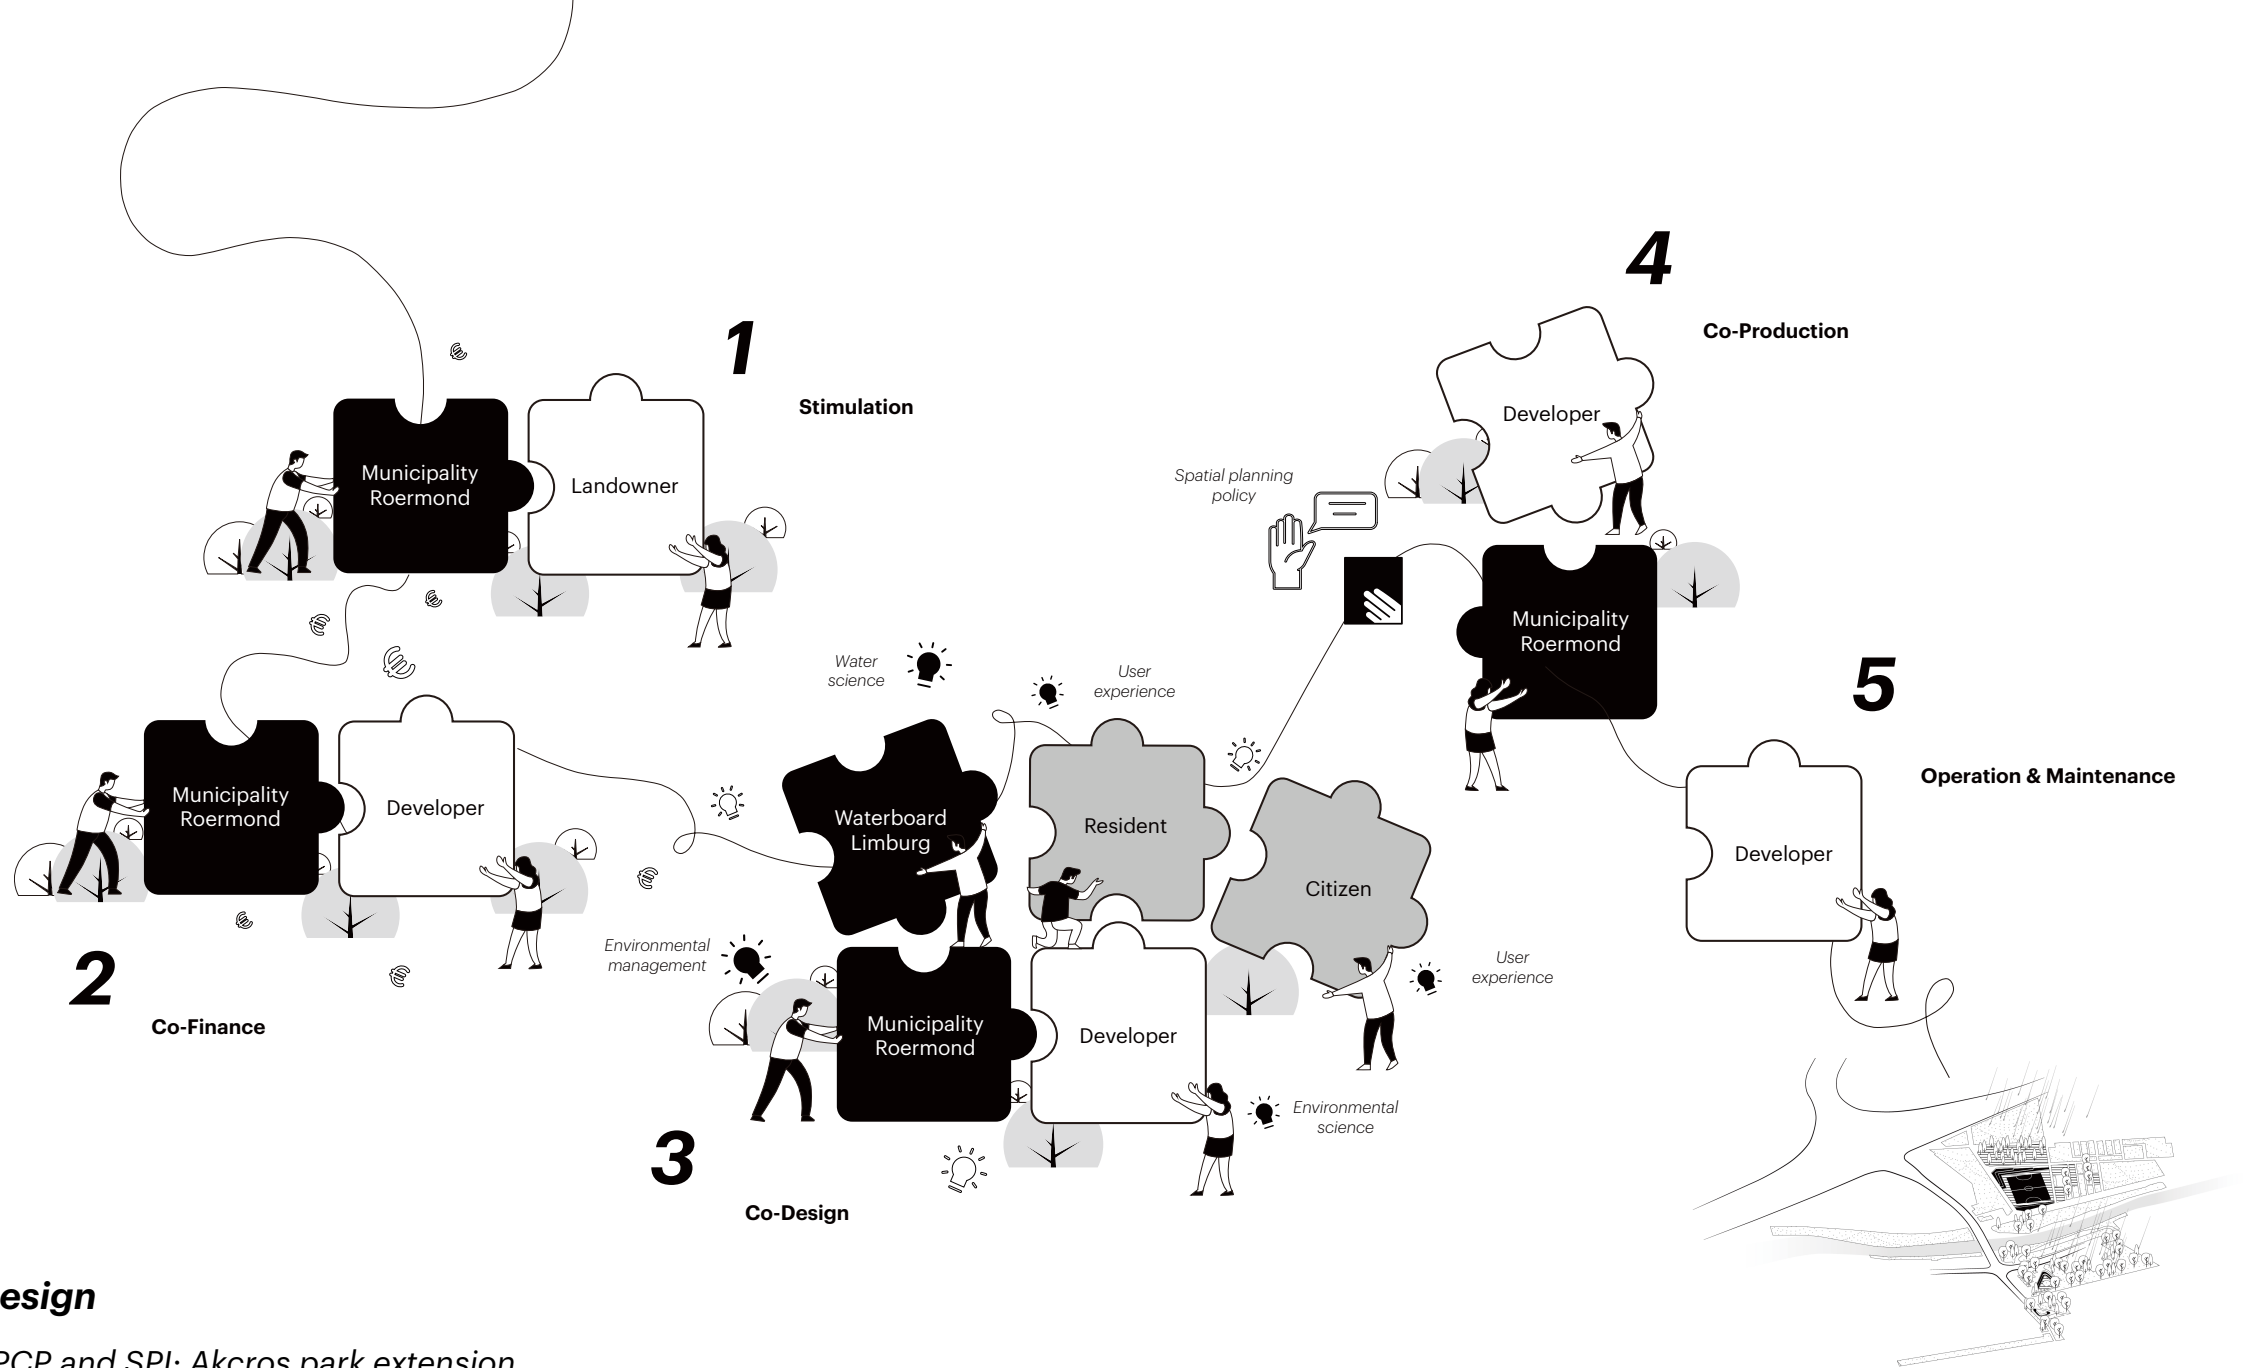 1
Stimulation
Municipality
Roermond
Landowner
2
Co-Finance
Municipality
Roermond
Developer
3
Co-Design
Water
science
User
experience
Waterboard
Limburg
Resident
Citizen
Environmental
management
User
experience
Municipality
Roermond
Developer
Environmental
science
4
Co-Production
Spatial planning
policy
Developer
Municipality
Roermond
5
Operation & Maintenance
Developer
esign
PCP and SPI: Akcros park extension